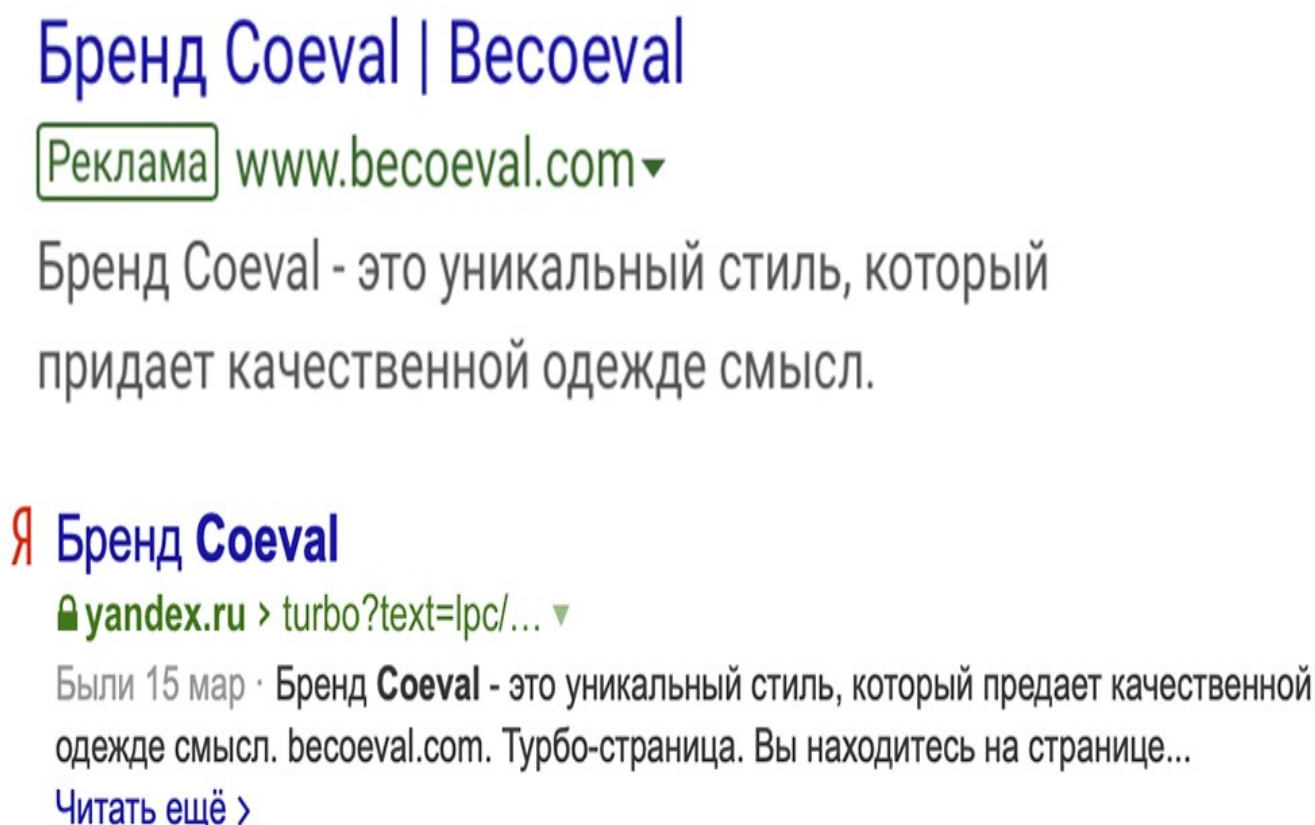 Бренд Coeval | Becoeval
Реклама www.becoeval.com
Бренд Coeval - это уникальный стиль, который
придает качественной одежде смысл.
Я Бренд Coeval
yandex.ru › turbo?text=lpc/...
Были 15 мар · Бренд Coeval - это уникальный стиль, который предает качественной
одежде смысл. becoeval.com. Турбо-страница. Вы находитесь на странице...
Читать ещё ›